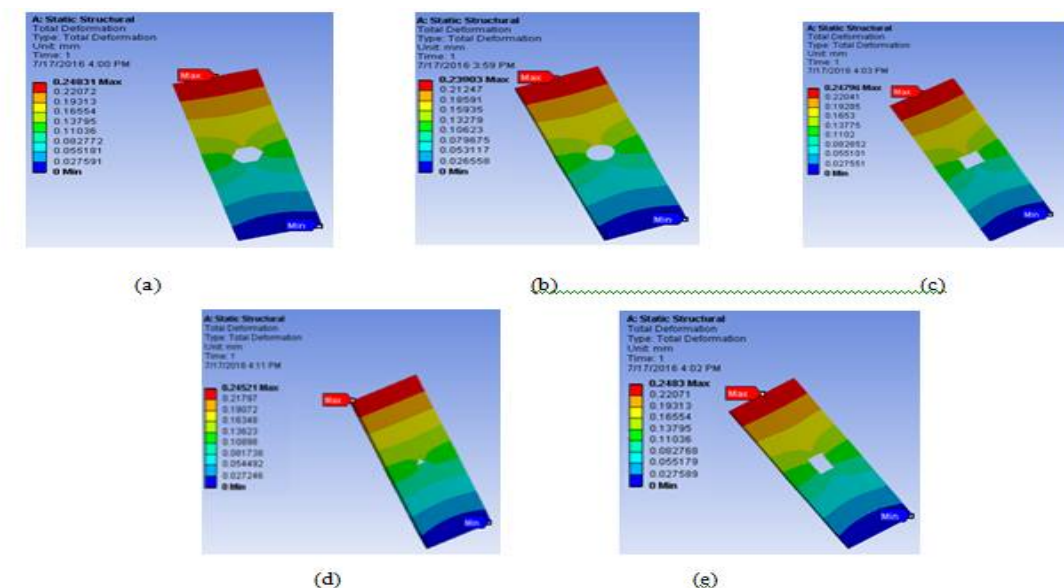 A: Static Structural
Total Deformation
Type: Total Deformation
Unit: mm
Time: 1
7/17/2016 4:00 PM
0.24831 Max
0.22072
0.19313
0.16554
0.13795
0.11036
0.082772
0.055181
0.027591
0 Min
Max
Min
(a)
A: Static Structural
Total Deformation
Type: Total Deformation
Unit: mm
Time: 1
7/17/2016 3:59 PM
0.23903 Max
0.21247
0.18591
0.15935
0.13279
0.10623
0.079675
0.053117
0.026558
0 Min
Max
Min
(b)
A: Static Structural
Total Deformation
Type: Total Deformation
Unit: mm
Time: 1
7/17/2016 4:03 PM
0.24796 Max
0.22041
0.19285
0.1653
0.13775
0.1102
0.082652
0.055101
0.027551
0 Min
Max
Min
(c)
A: Static Structural
Total Deformation
Type: Total Deformation
Unit: mm
Time: 1
7/17/2016 4:11 PM
0.24521 Max
0.21797
0.19072
0.16348
0.13623
0.10898
0.081738
0.054492
0.027246
0 Min
Max
Min
(d)
A: Static Structural
Total Deformation
Type: Total Deformation
Unit: mm
Time: 1
7/17/2016 4:02 PM
0.2483 Max
0.22071
0.19313
0.16554
0.13795
0.11036
0.082768
0.055179
0.027589
0 Min
Max
Min
(e)